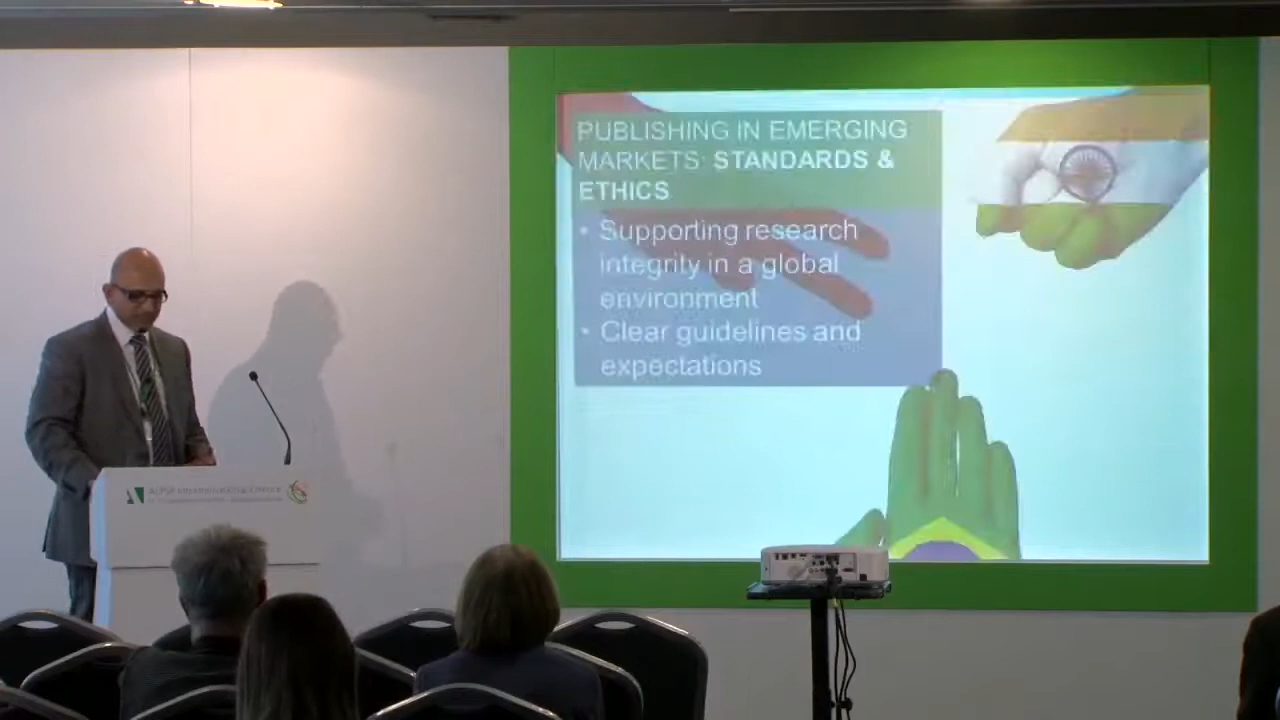 PUBLISHING IN EMERGING
MARKETS: STANDARDS &
ETHICS
• Supporting research
integrity in a global
environment
• Clear guidelines and
expectations